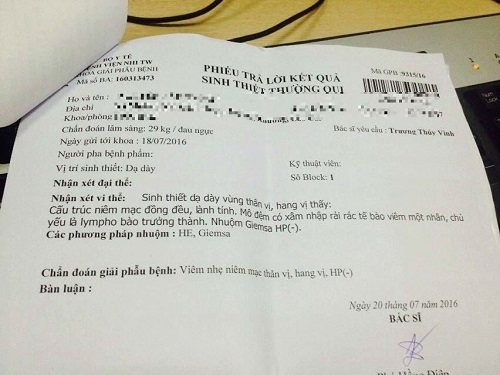 BỘ Y TẾ
BỆNH VIỆN NHI TW
KHOA GIẢI PHẪU BỆNH
Mã số BA: 160313473
PHIẾU TRẢ LỜI KẾT QUẢ
SINH THIẾT THƯỜNG QUI
Mã GPB :9315/16
Họ và tên :
Địa chỉ
Khoa/phòng
Chẩn đoán lâm sàng: 29 kg / đau ngực
Bác sĩ yêu cầu : Trương Thúy Vinh
Ngày gửi tới khoa : 18/07/2016
Người pha bệnh phẩm:
Kỹ thuật viên:
Vị trí sinh thiết: Dạ dày
Số Block: 1
Nhận xét đại thể:
Nhận xét vi thể: Sinh thiết dạ dày vùng thân vị, hang vị thấy:
Cấu trúc niêm mạc đồng đều, lành tính. Mô đệm có xâm nhập rải rác tế bào viêm một nhân, chủ
yếu là lympho bào trưởng thành. Nhuộm Giemsa HP(-)
Các phương pháp nhuộm : HE, Giemsa
Chẩn đoán giải phẫu bệnh: Viêm nhẹ niêm mạc thân vị, hang vị, HP(-)
Bàn luận :
Ngày 20 tháng 07 năm 2016
BÁC SĨ
Hồng Điệp